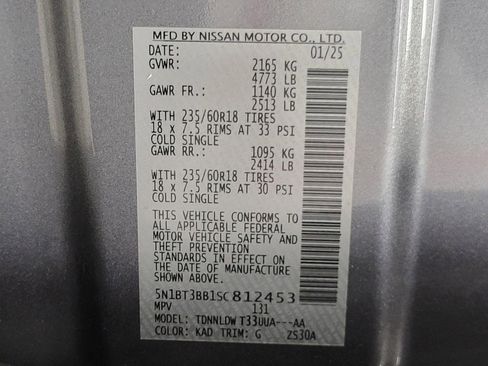 MFD BY NISSAN MOTOR CO., LTD.
DATE: 01/25
GVWR: 2165 KG
4773 LB
GAWR FR.: 1140 KG
2513 LB
WITH 235/60R18 TIRES
18 x 7.5 RIMS AT 33 PSI
COLD SINGLE
GAWR RR.: 1095 KG
2414 LB
WITH 235/60R18 TIRES
18 x 7.5 RIMS AT 30 PSI
COLD SINGLE
THIS VEHICLE CONFORMS TO
ALL APPLICABLE FEDERAL
MOTOR VEHICLE SAFETY AND
THEFT PREVENTION
STANDARDS IN EFFECT ON
THE DATE OF MANUFACTURE
SHOWN ABOVE.
5N1BT3BB1SC812453
MPV 131
MODEL: TDNNLDW T33UUA---AA
COLOR: KAD TRIM: G ZS30A